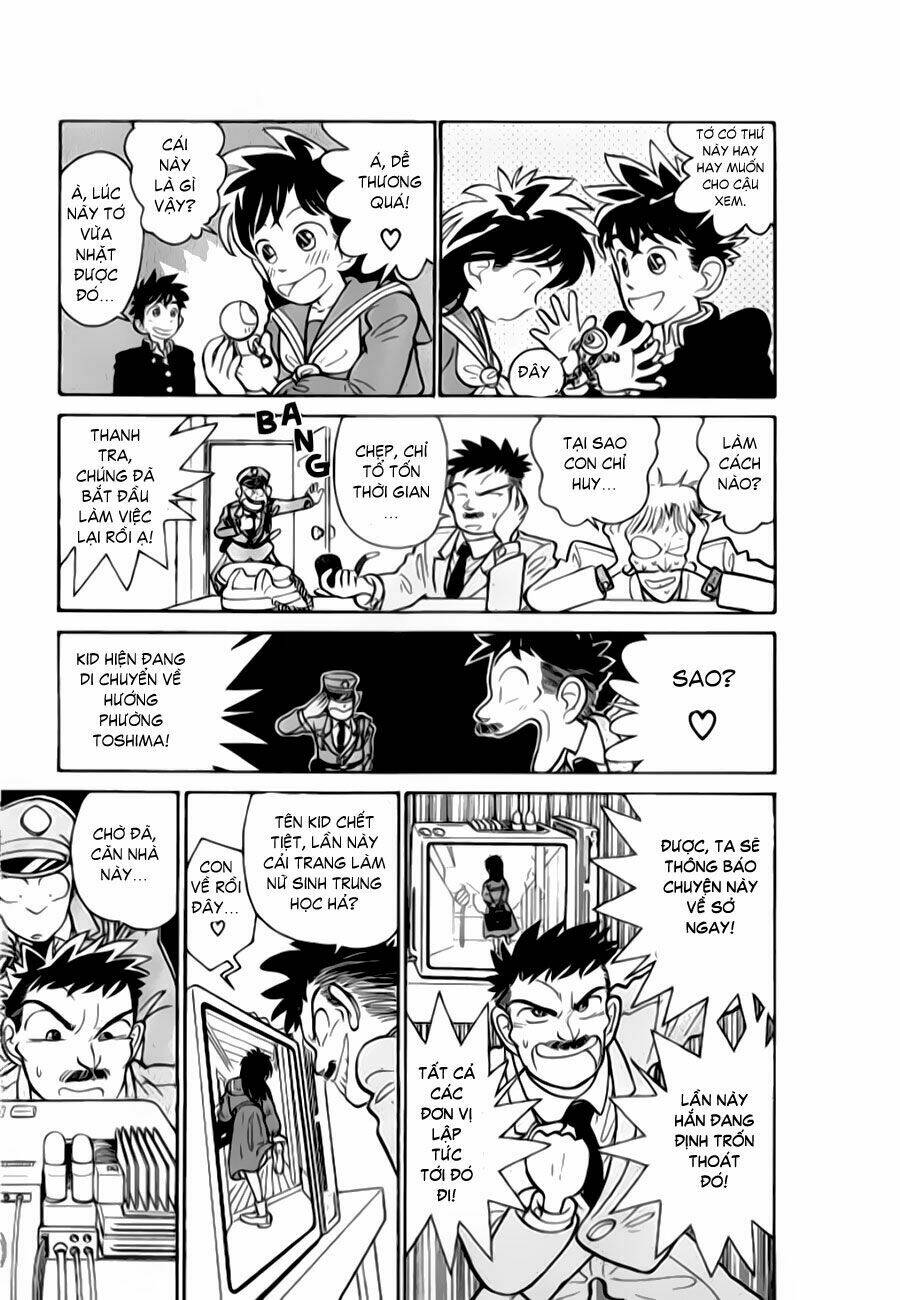 TỚ CÓ THỨ
NÀY HAY
HAY MUỐN
CHO CẬU
XEM.
ĐÂY
Á, DỄ
THƯƠNG
QUÁ!
♡
CÁI
NÀY
LÀ GÌ
VẬY?
À, LÚC
NÃY TỚ
VỪA
NHẶT
ĐƯỢC
ĐÓ...
LÀM
CÁCH
NÀO?
TẠI SAO
CON CHỈ
HUY...
CHẸP, CHỈ
TỔ TỐN
THỜI GIAN
...
BANG
THANH
TRA,
CHÚNG ĐÃ
BẮT ĐẦU
LÀM VIỆC
LẠI RỒI Ạ!
SAO?
♡
KID HIỆN ĐANG
DI CHUYỂN VỀ
HƯỚNG
PHƯỜNG
TOSHIMA!
ĐƯỢC, TA SẼ
THÔNG BÁO
CHUYỆN NÀY
VỀ SỞ
NGAY!
LẦN NÀY
HẮN ĐANG
ĐỊNH TRỐN
THOÁT
ĐÓ!
TẤT CẢ
CÁC
ĐƠN VỊ
LẬP
TỨC
TỚI ĐÓ
ĐI!
TÊN KID CHẾT
TIỆT, LẦN NÀY
CẢI TRANG LÀM
NỮ SINH TRUNG
HỌC HẢ?
CON
VỀ RỒI
ĐÂY...
♡
CHỜ ĐÃ,
CĂN NHÀ
NÀY...